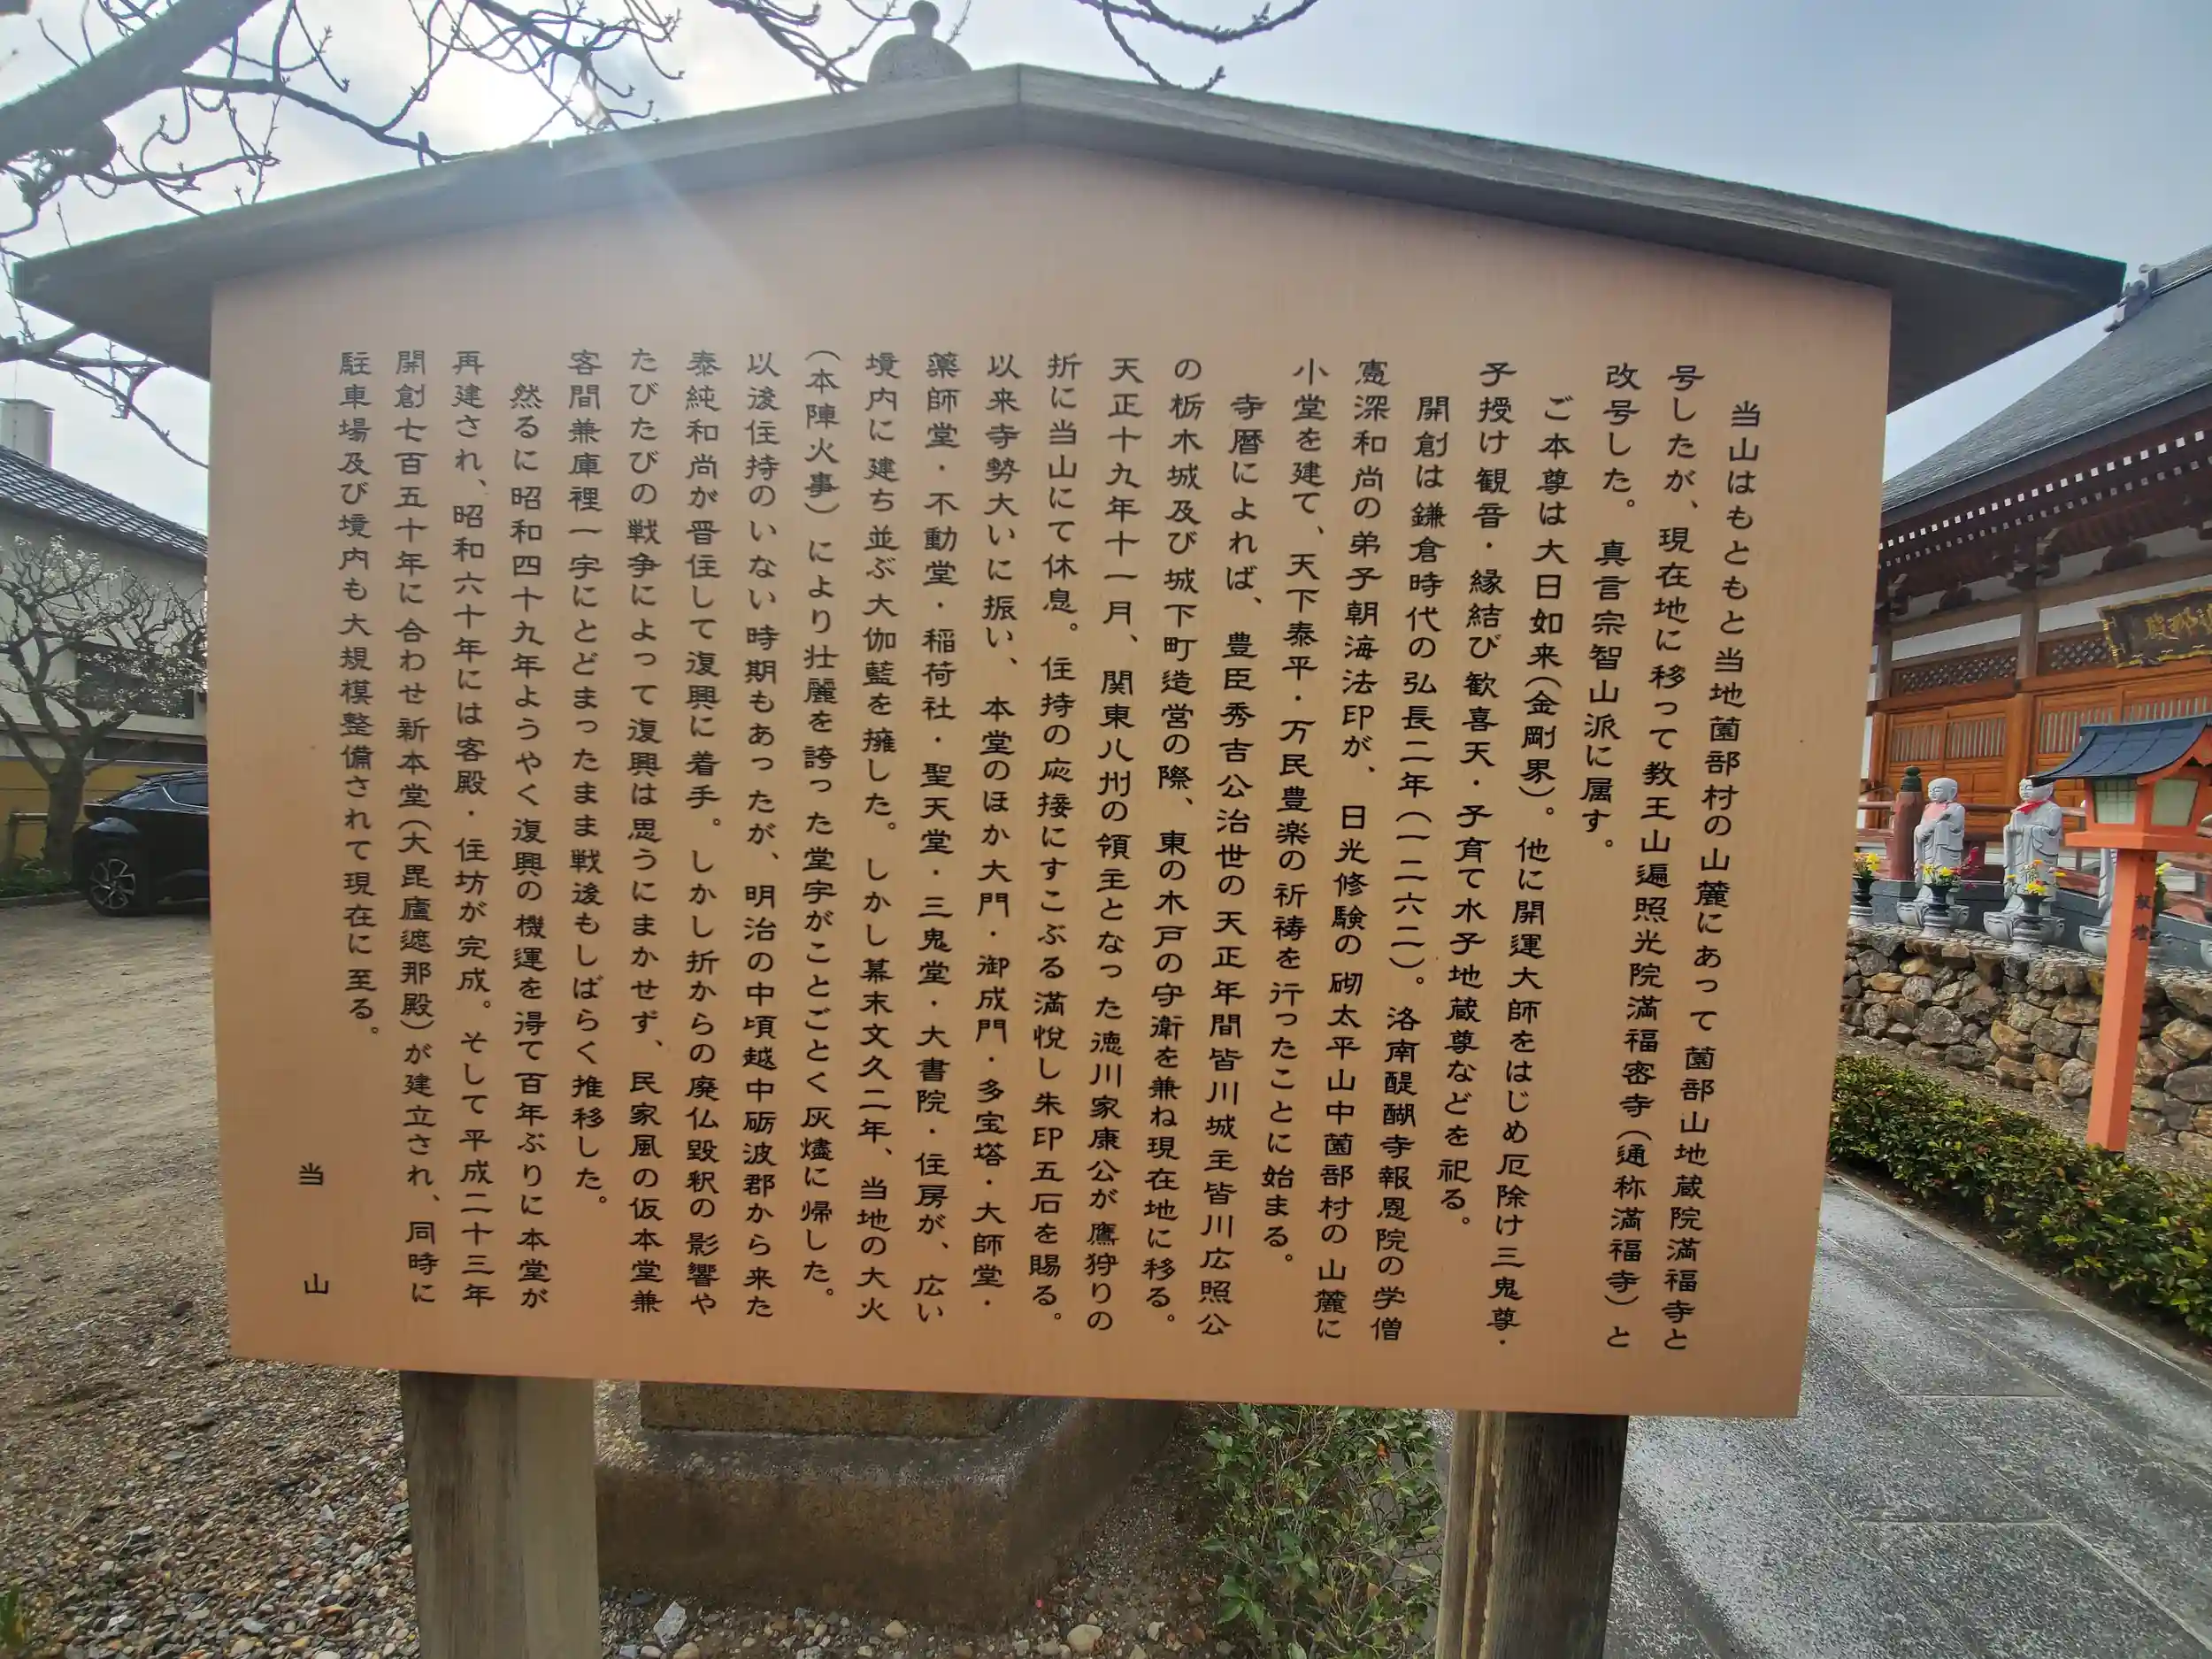 当山はもともと当地薗部村の山麓にあって薗部山地蔵院満福寺と
号したが、現在地に移って教王山遍照光院満福密寺(通称満福寺)と
改号した。 真言宗智山派に属す。
ご本尊は大日如来(金剛界)。他に開運大師をはじめ厄除け三鬼尊・
子授け観音・縁結び歓喜天・子育て水子地蔵尊などを祀る。
開創は鎌倉時代の弘長二年(一二六二)。洛南醍醐寺報恩院の学僧
憲深和尚の弟子朝海法印が、日光修験の砌太平山中薗部村の山麓に
小堂を建て、天下泰平・万民豊楽の祈祷を行ったことに始まる。
寺暦によれば、豊臣秀吉公治世の天正年間皆川城主皆川広照公
の栃木城及び城下町造営の際、東の木戸の守衛を兼ね現在地に移る。
天正十九年十一月、関東八州の領主となった徳川家康公が鷹狩りの
折に当山にて休息。住持の応接にすこぶる満悦し朱印五石を賜る。
以来寺勢大いに振い、本堂のほか大門・御成門・多宝塔・大師堂・
薬師堂・不動堂・稲荷社・聖天堂・三鬼堂・大書院・住房が、広い
境内に建ち並ぶ大伽藍を擁した。しかし幕末文久二年、当地の大火
(本陣火事)により壮麗を誇った堂宇がことごとく灰燼に帰した。
以後住持のいない時期もあったが、明治の中頃越中砺波郡から来た
泰純和尚が晋住して復興に着手。しかし折からの廃仏毀釈の影響や
たびたびの戦争によって復興は思うにまかせず、民家風の仮本堂兼
客間兼庫裡一宇にとどまったまま戦後もしばらく推移した。
然るに昭和四十九年ようやく復興の機運を得て百年ぶりに本堂が
再建され、昭和六十年には客殿・住坊が完成。そして平成二十三年
開創七百五十年に合わせ新本堂(大毘廬遮那殿)が建立され、同時に
駐車場及び境内も大規模整備されて現在に至る。
当山